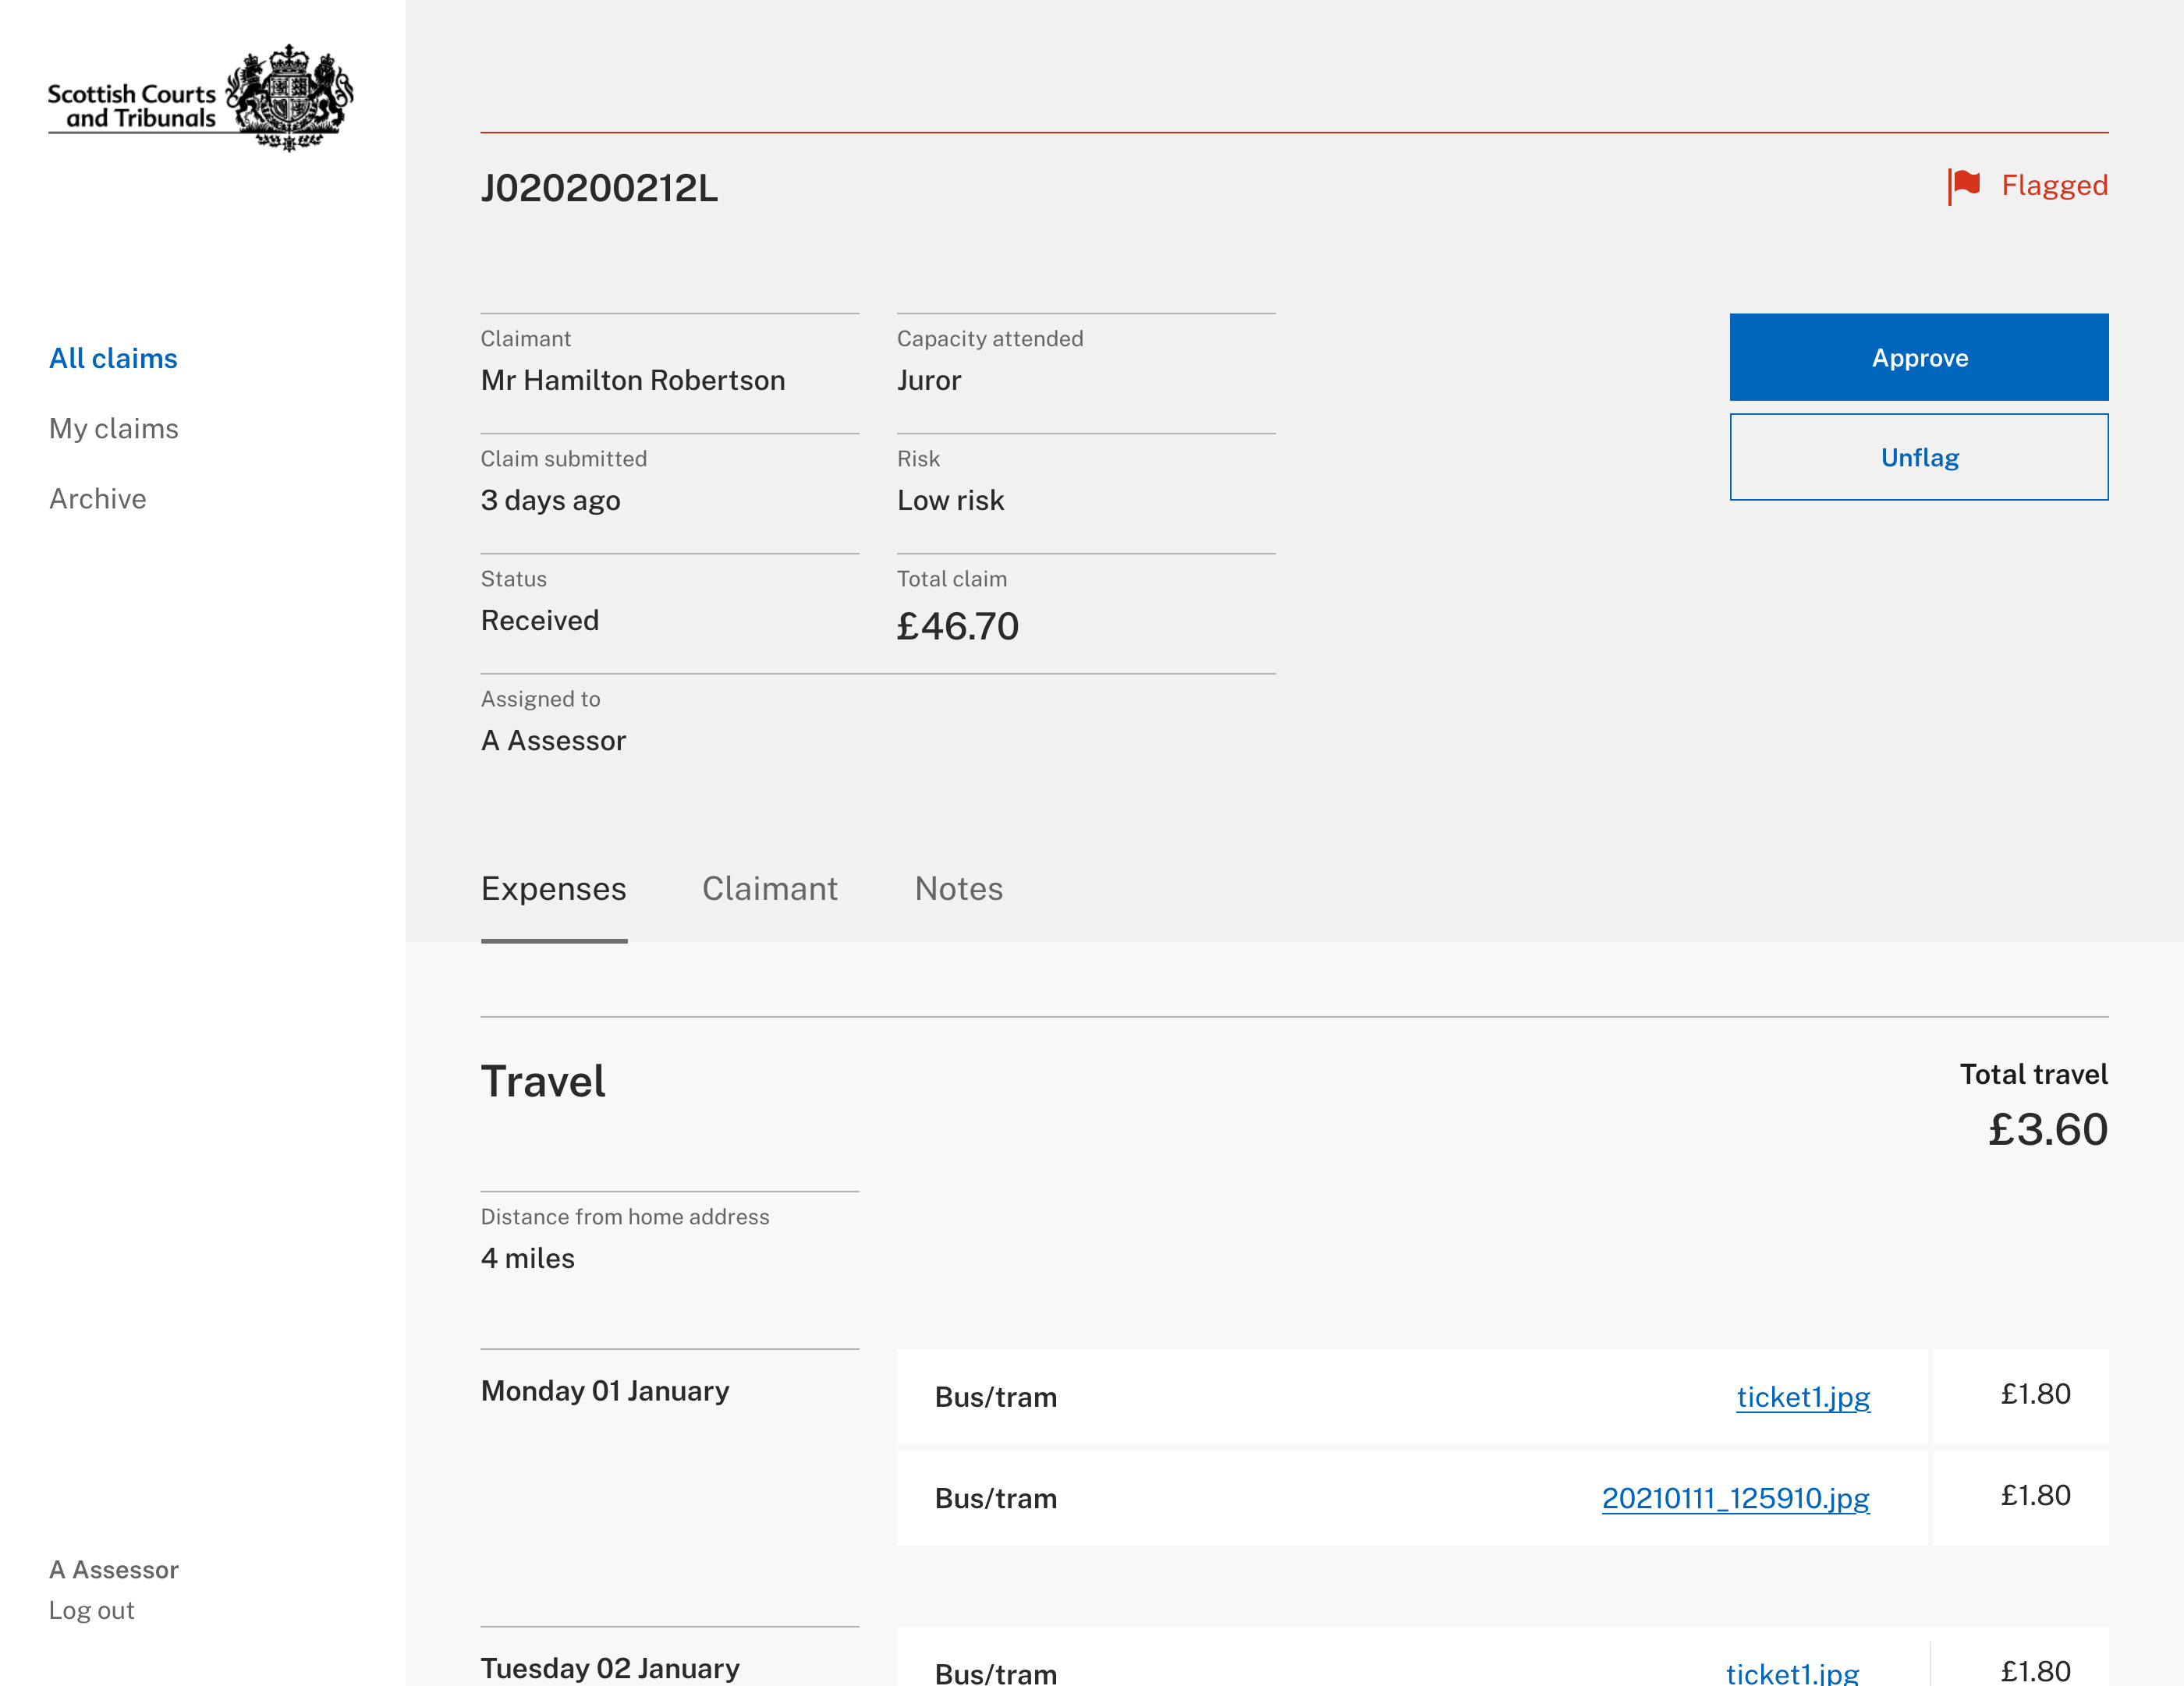 Scottish Courts
and Tribunals
All claims
My claims
Archive
A Assessor
Log out
J020200212L
Flagged
Claimant
Mr Hamilton Robertson
Capacity attended
Juror
Approve
Claim submitted
3 days ago
Risk
Low risk
Unflag
Status
Received
Total claim
£46.70
Assigned to
A Assessor
Expenses Claimant Notes
Travel
Total travel
£3.60
Distance from home address
4 miles
Monday 01 January
Bus/tram ticket1.jpg £1.80
Bus/tram 20210111_125910.jpg £1.80
Tuesday 02 January
Bus/tram ticket1.jpg £1.80